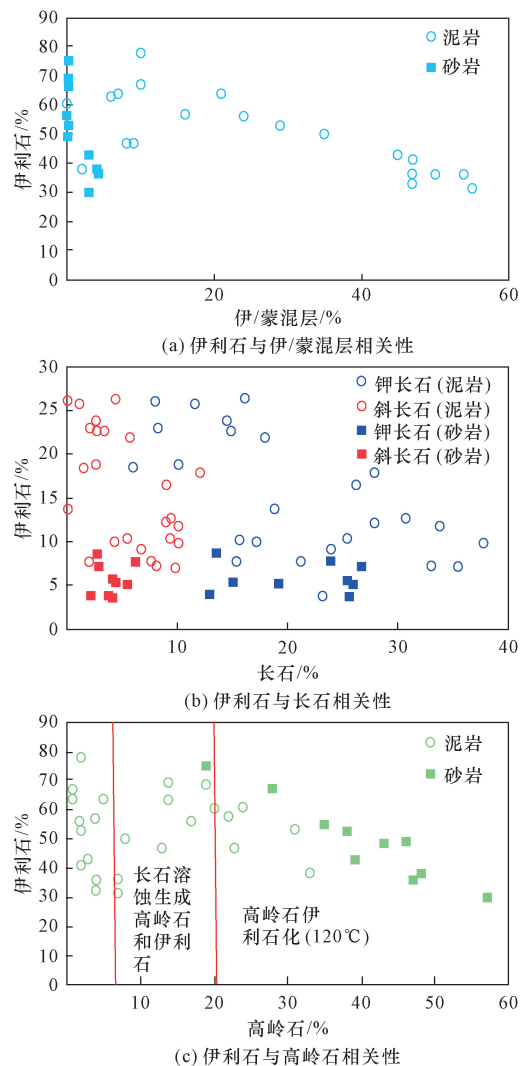 90
80
70
60
50
40
30
20
10
0
伊利石/%
泥岩
砂岩
20
40
60
伊/蒙混层/%
(a) 伊利石与伊/蒙混层相关性
30
25
20
15
10
5
0
伊利石/%
钾长石 (泥岩)
斜长石 (泥岩)
钾长石 (砂岩)
斜长石 (砂岩)
10
20
30
40
长石/%
(b) 伊利石与长石相关性
90
80
70
60
50
40
30
20
10
0
伊利石/%
泥岩
砂岩
长石溶
蚀生成
高岭石
和伊利
石
高岭石伊
利石化 (120℃)
10
20
30
40
50
60
高岭石/%
(c) 伊利石与高岭石相关性